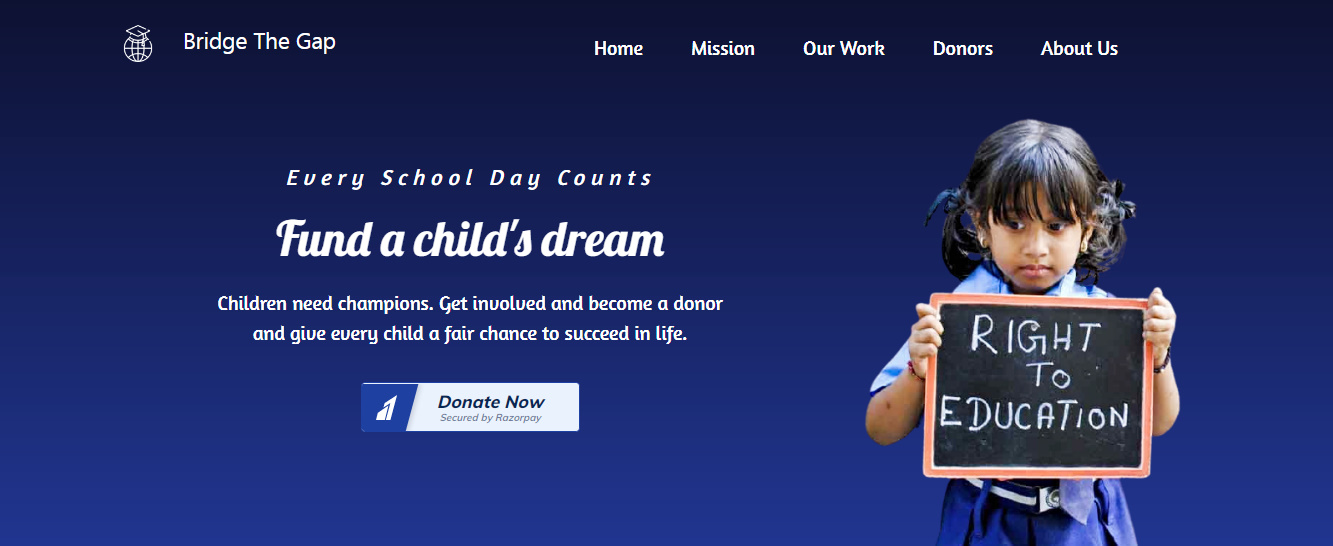 Bridge The Gap
Home Mission Our Work Donors About Us
Every School Day Counts
Fund a child's dream
Children need champions. Get involved and become a donor
and give every child a fair chance to succeed in life.
Donate Now
Secured by Razorpay
RIGHT
TO
EDUCATION